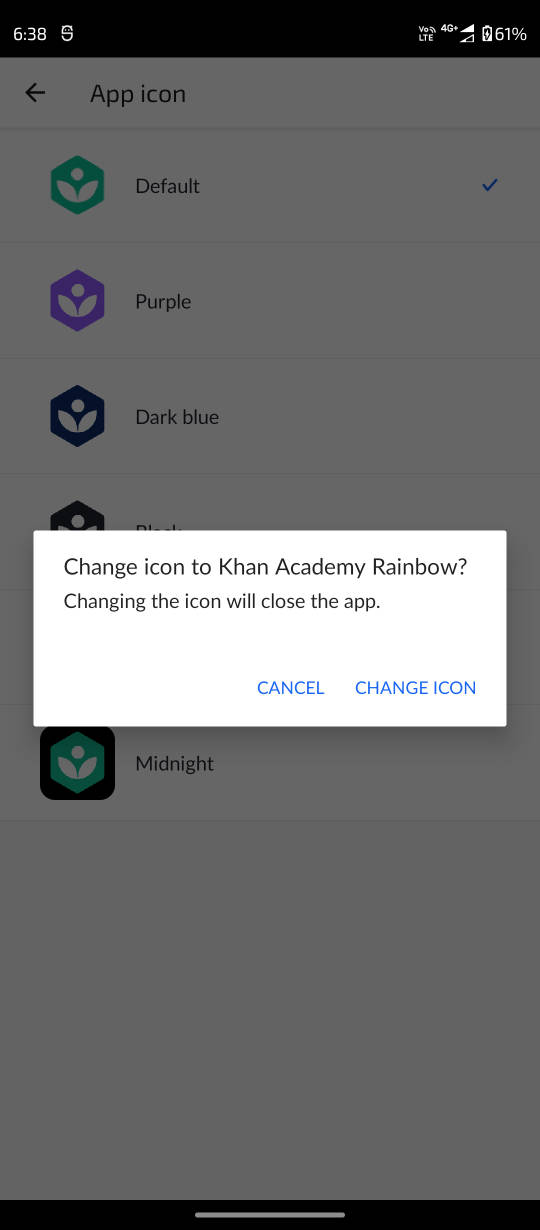 6:38
Vo LTE 4G+ 61%
App icon
Default
Purple
Dark blue
Change icon to Khan Academy Rainbow?
Changing the icon will close the app.
CANCEL CHANGE ICON
Midnight